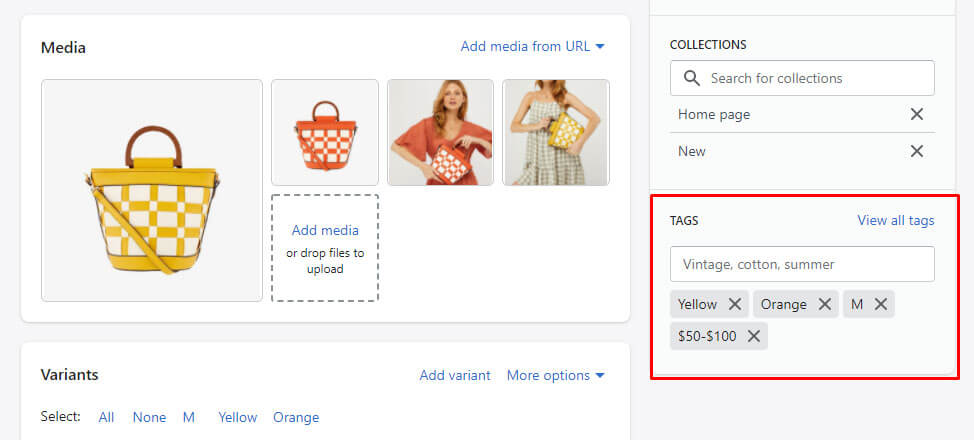 Media
Add media from URL
Add media
or drop files to
upload
Variants
Add variant
More options
Select: All None M Yellow Orange
COLLECTIONS
Search for collections
Home page
New
TAGS
View all tags
Vintage, cotton, summer
Yellow
Orange
M
$50-$100